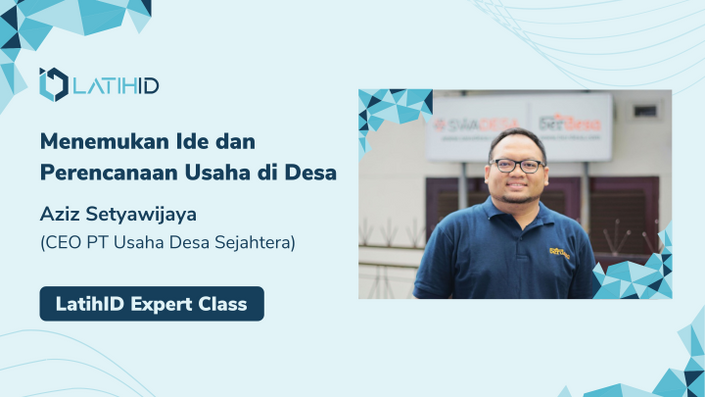 LATIHID
Menemukan Ide dan
Perencanaan Usaha di Desa
Aziz Setyawijaya
(CEO PT Usaha Desa Sejahtera)
LatihID Expert Class